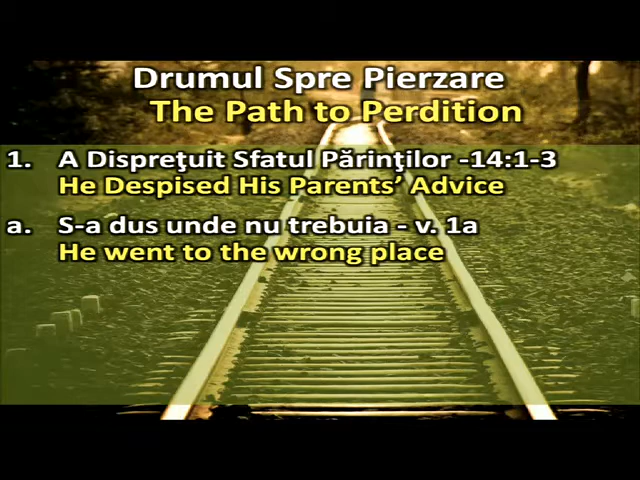 Drumul Spre Pierzare
The Path to Perdition
1. A Dispreţuit Sfatul Părinţilor -14:1-3
He Despised His Parents' Advice
a. S-a dus unde nu trebuia - v. 1a
He went to the wrong place